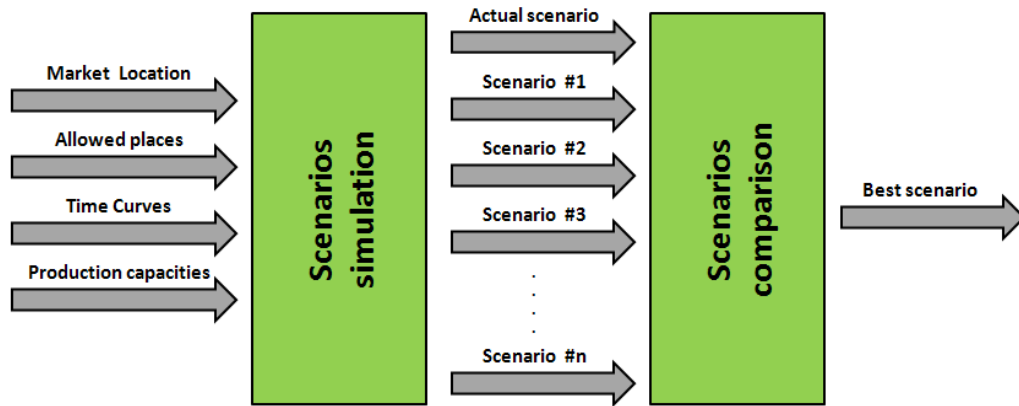 Market Location
Allowed places
Time Curves
Production capacities
Scenarios
simulation
Actual scenario
Scenario #1
Scenario #2
Scenario #3
.
.
.
.
Scenario #n
Scenarios
comparison
Best scenario